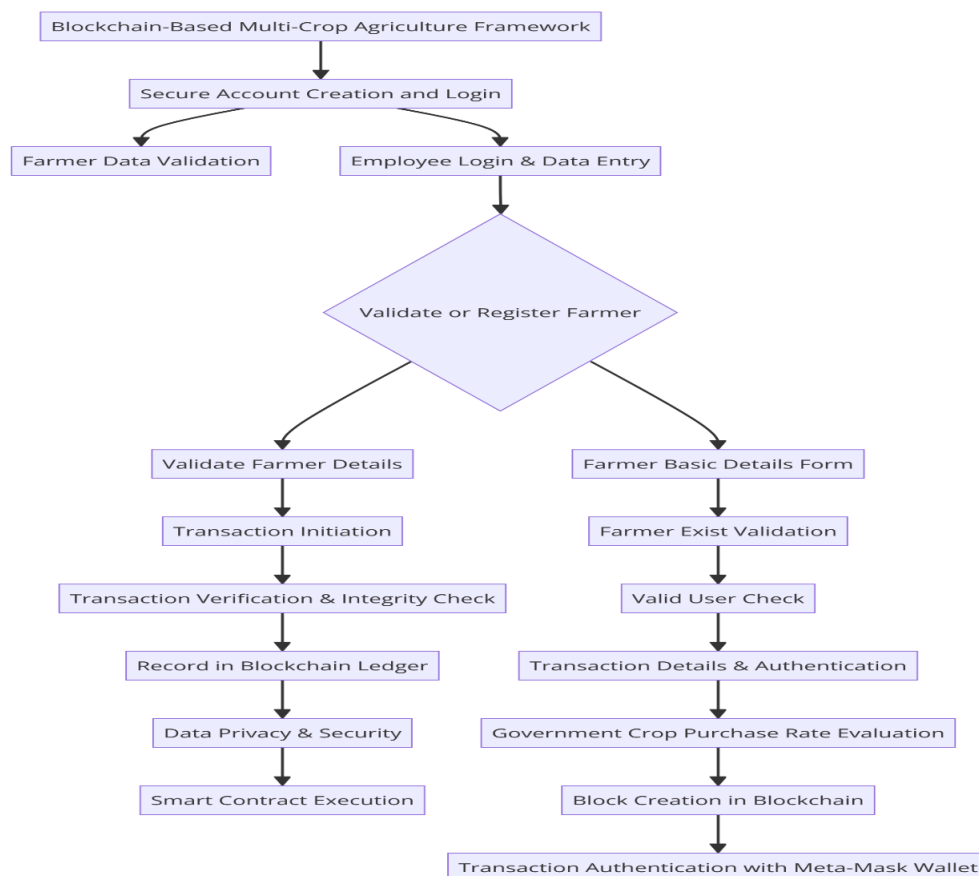 Blockchain-Based Multi-Crop Agriculture Framework
Secure Account Creation and Login
Farmer Data Validation
Employee Login & Data Entry
Validate or Register Farmer
Validate Farmer Details
Farmer Basic Details Form
Transaction Initiation
Farmer Exist Validation
Transaction Verification & Integrity Check
Valid User Check
Record in Blockchain Ledger
Transaction Details & Authentication
Data Privacy & Security
Government Crop Purchase Rate Evaluation
Smart Contract Execution
Block Creation in Blockchain
Transaction Authentication with Meta-Mask Wallet